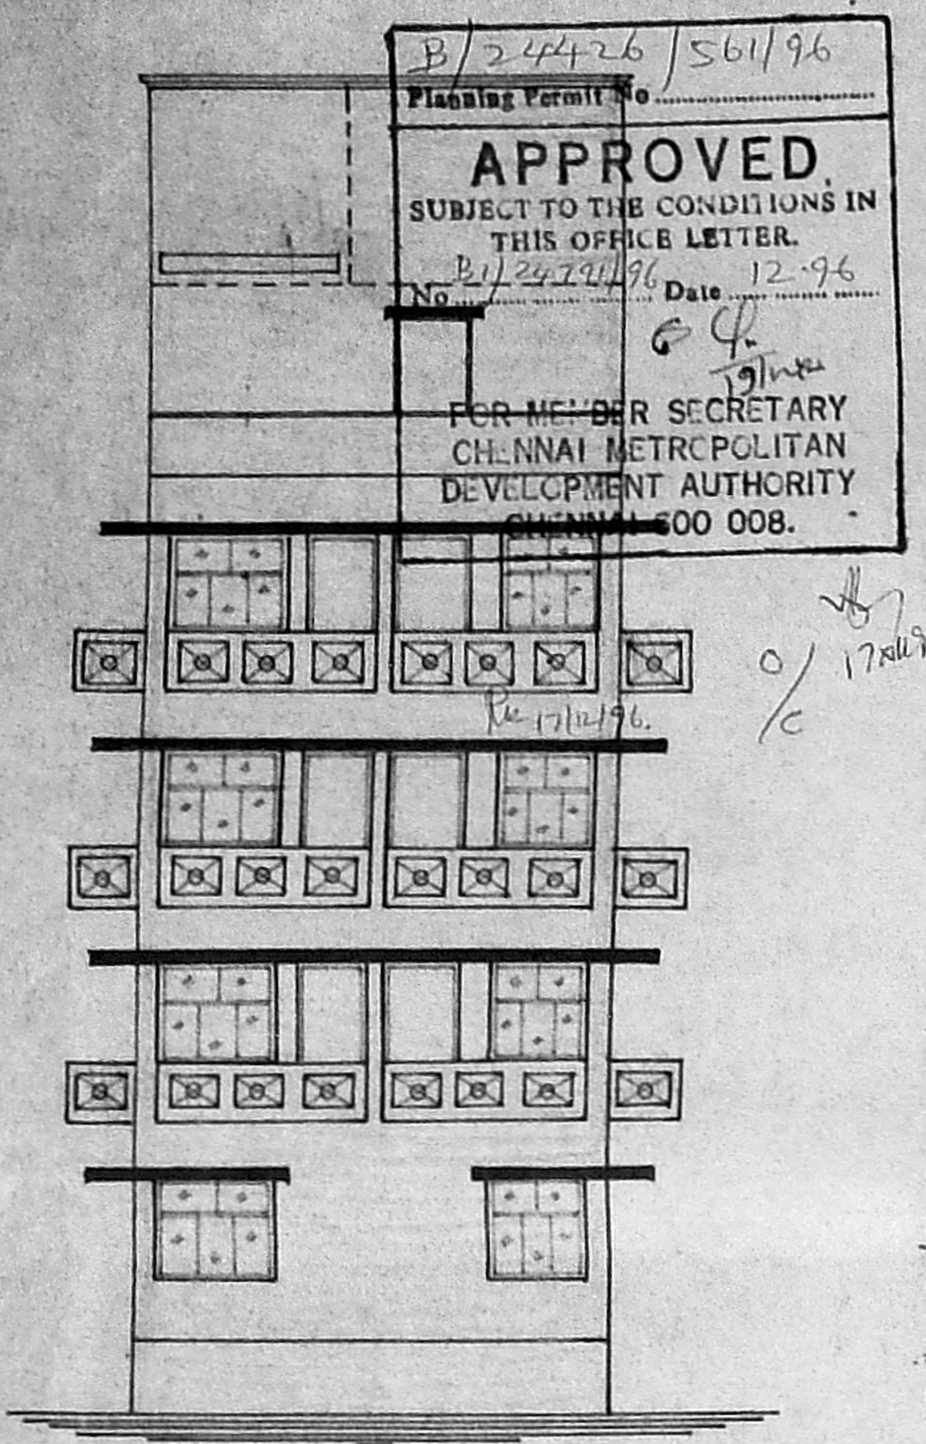 B/24426/561/96
Planning Permit No
APPROVED,
SUBJECT TO THE CONDITIONS IN
THIS OFFICE LETTER.
No B1/24791/96 Date 12.96
FOR MEMBER SECRETARY
CHENNAI METROPOLITAN
DEVELOPMENT AUTHORITY
CHENNAI 600 008.
O/C
17/12/96.